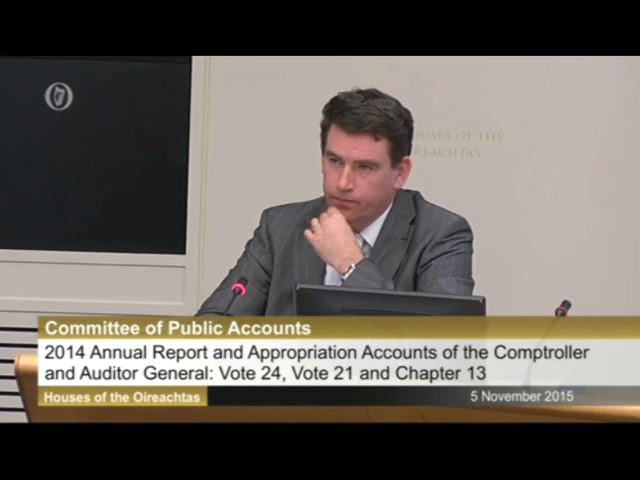 HOUSES OF THE
OIREACHTAS
Committee of Public Accounts
2014 Annual Report and Appropriation Accounts of the Comptroller
and Auditor General: Vote 24, Vote 21 and Chapter 13
Houses of the Oireachtas
5 November 2015